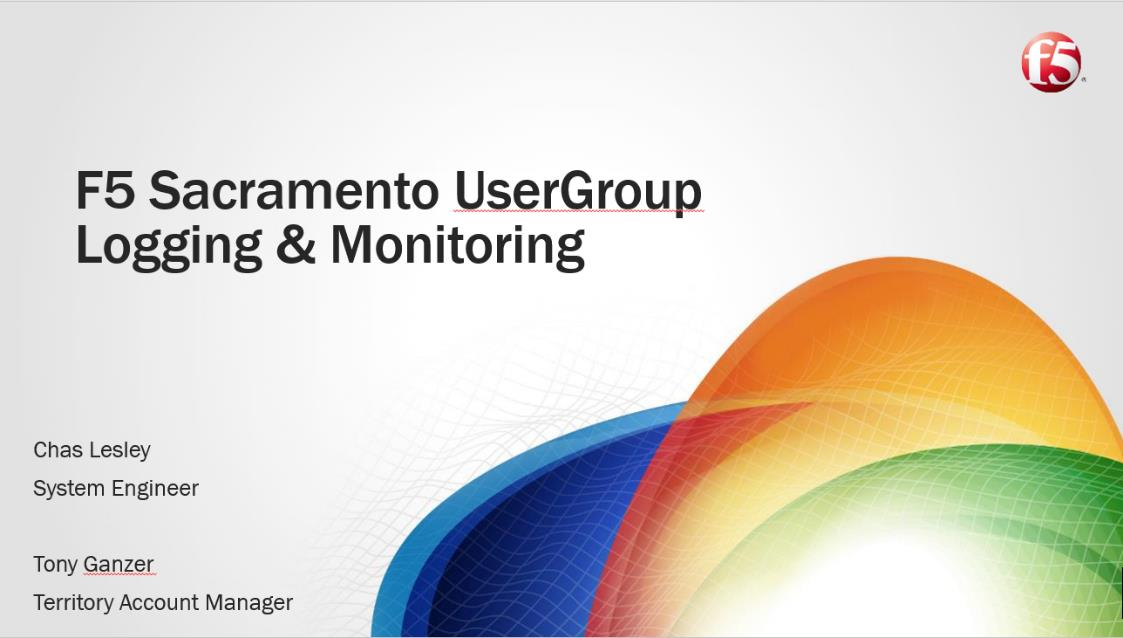 f5
F5 Sacramento UserGroup
Logging & Monitoring
Chas Lesley
System Engineer
Tony Ganzer
Territory Account Manager